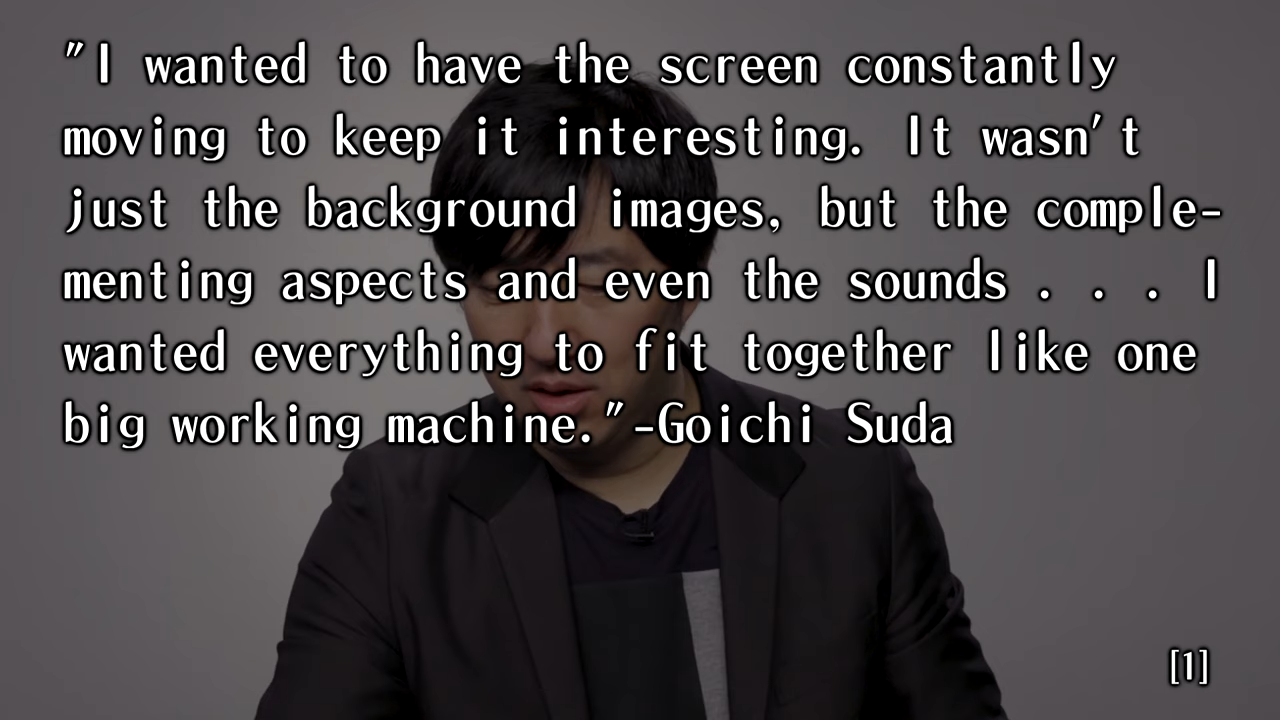 "I wanted to have the screen constantly
moving to keep it interesting. It wasn't
just the background images, but the comple-
menting aspects and even the sounds . . . I
wanted everything to fit together like one
big working machine."-Goichi Suda
[1]